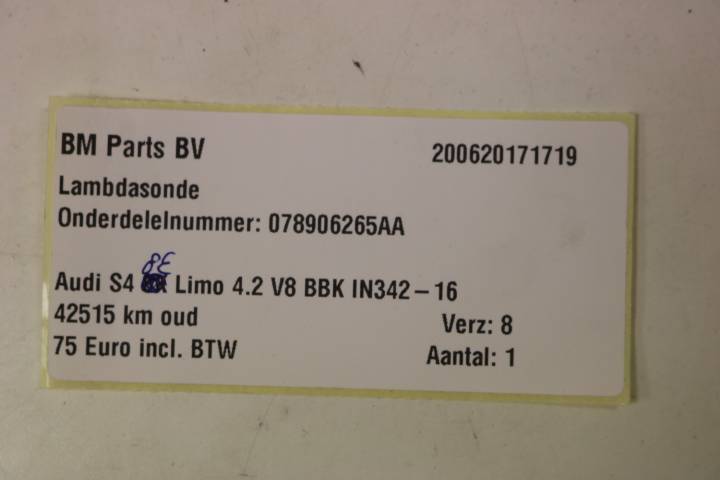 BM Parts BV 200620171719
Lambdasonde
Onderdelelnummer: 078906265AA
8E
Audi S4 Limo 4.2 V8 BBK IN342-16
42515 km oud Verz: 8
75 Euro incl. BTW Aantal: 1